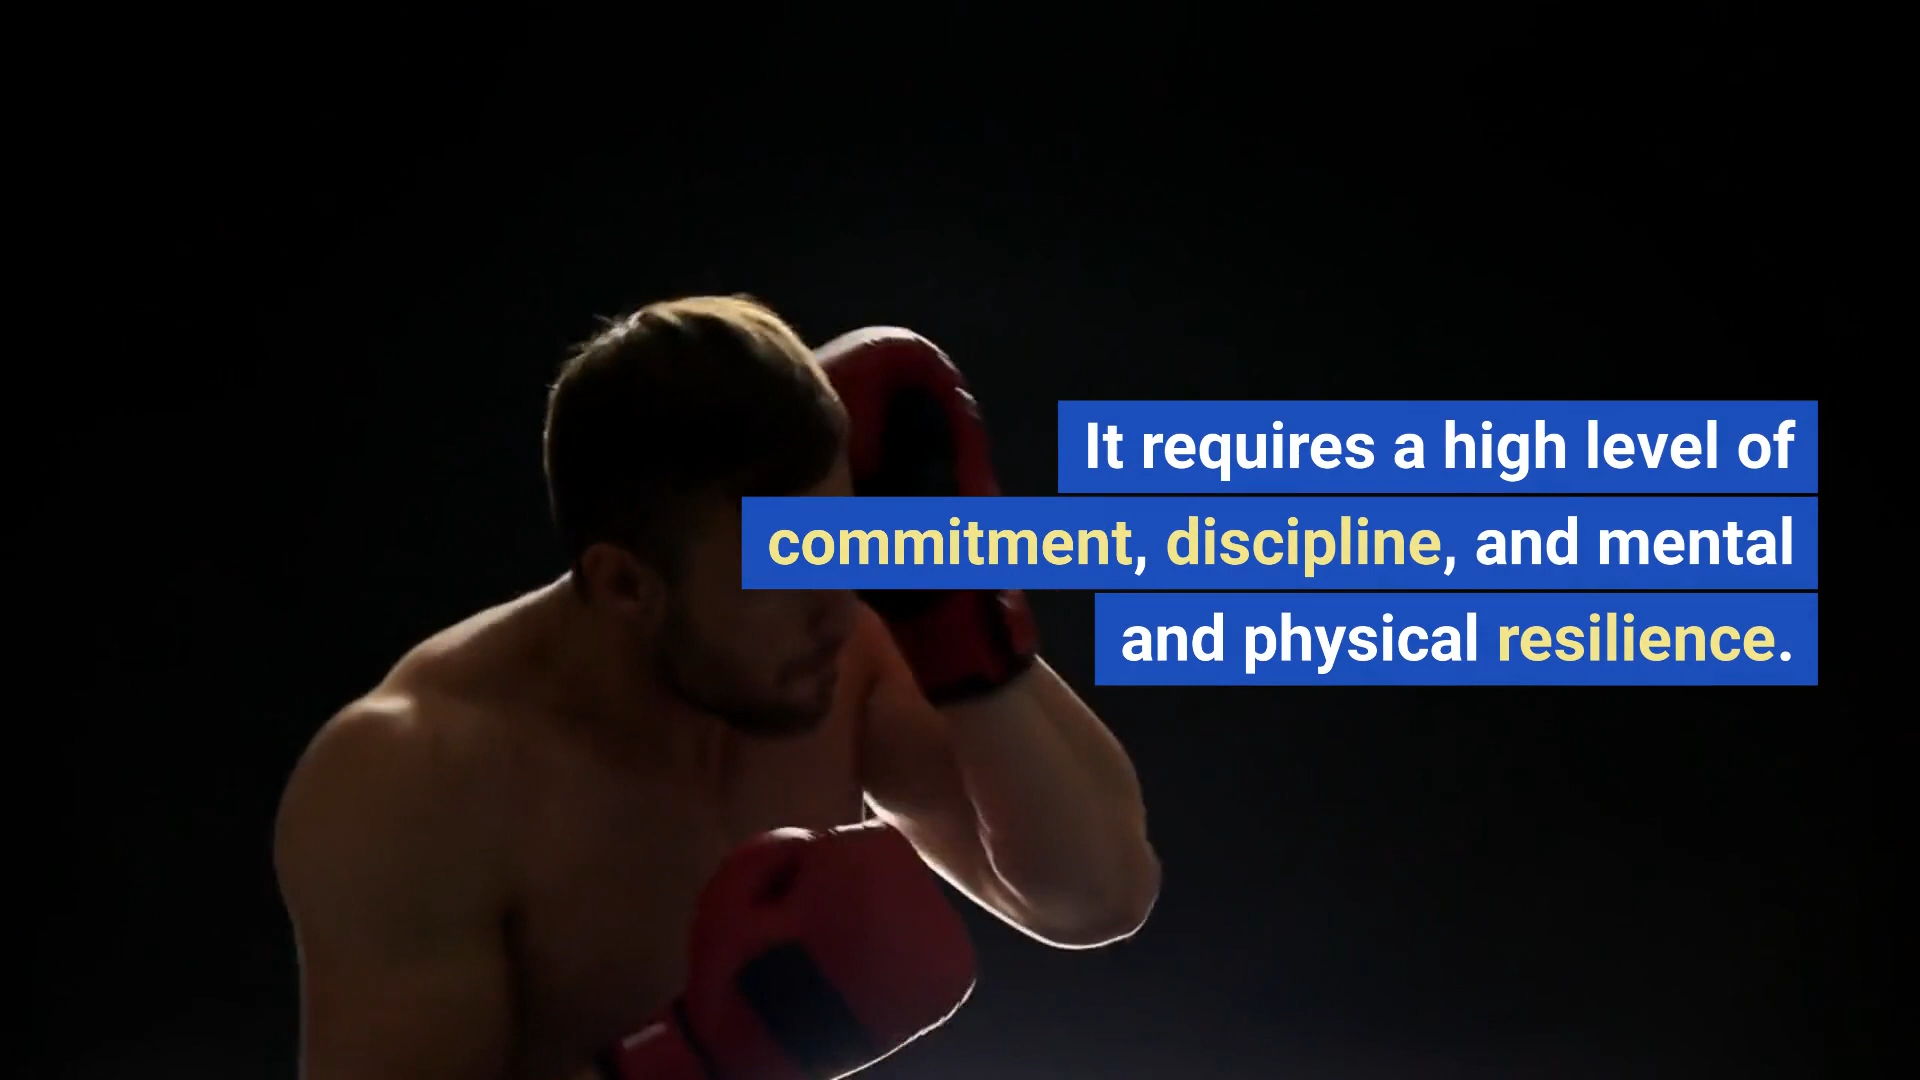 It requires a high level of
commitment, discipline, and mental
and physical resilience.